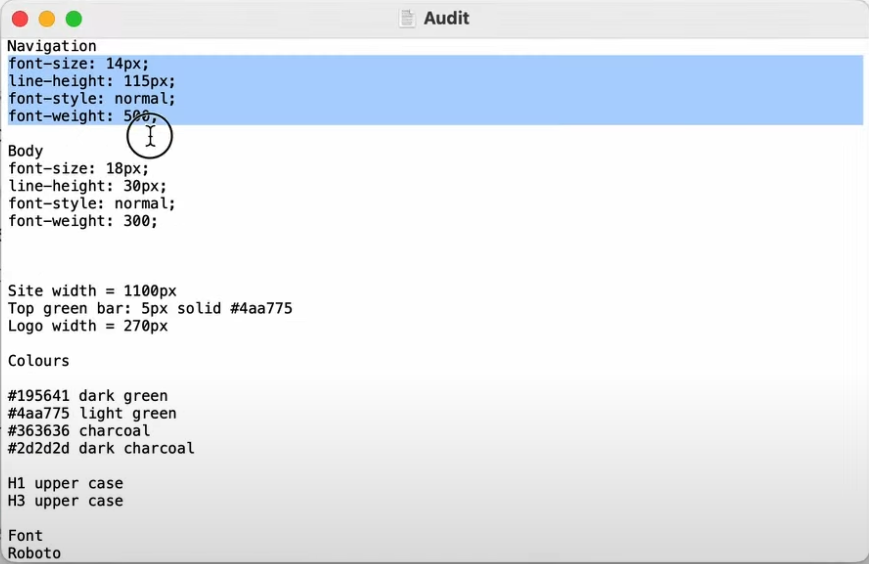 Audit
Navigation
font-size: 14px;
line-height: 115px;
font-style: normal;
font-weight: 500;
Body
font-size: 18px;
line-height: 30px;
font-style: normal;
font-weight: 300;
Site width = 1100px
Top green bar: 5px solid #4aa775
Logo width = 270px
Colours
#195641 dark green
#4aa775 light green
#363636 charcoal
#2d2d2d dark charcoal
H1 upper case
H3 upper case
Font
Roboto